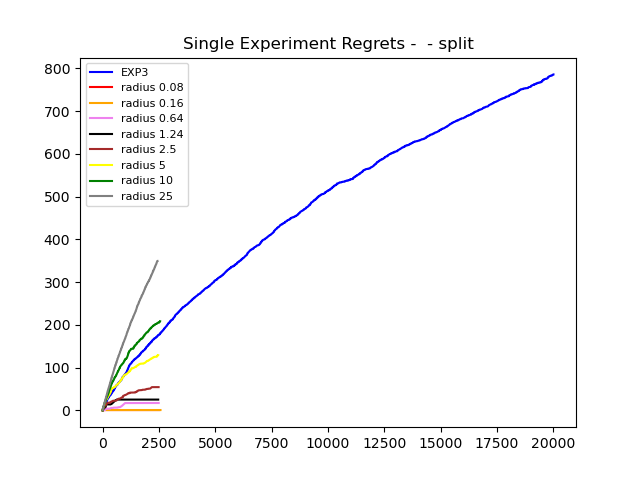 Single Experiment Regrets -  - split
800
700
600
500
400
300
200
100
0
EXP3
radius 0.08
radius 0.16
radius 0.64
radius 1.24
radius 2.5
radius 5
radius 10
radius 25
0 2500 5000 7500 10000 12500 15000 17500 20000